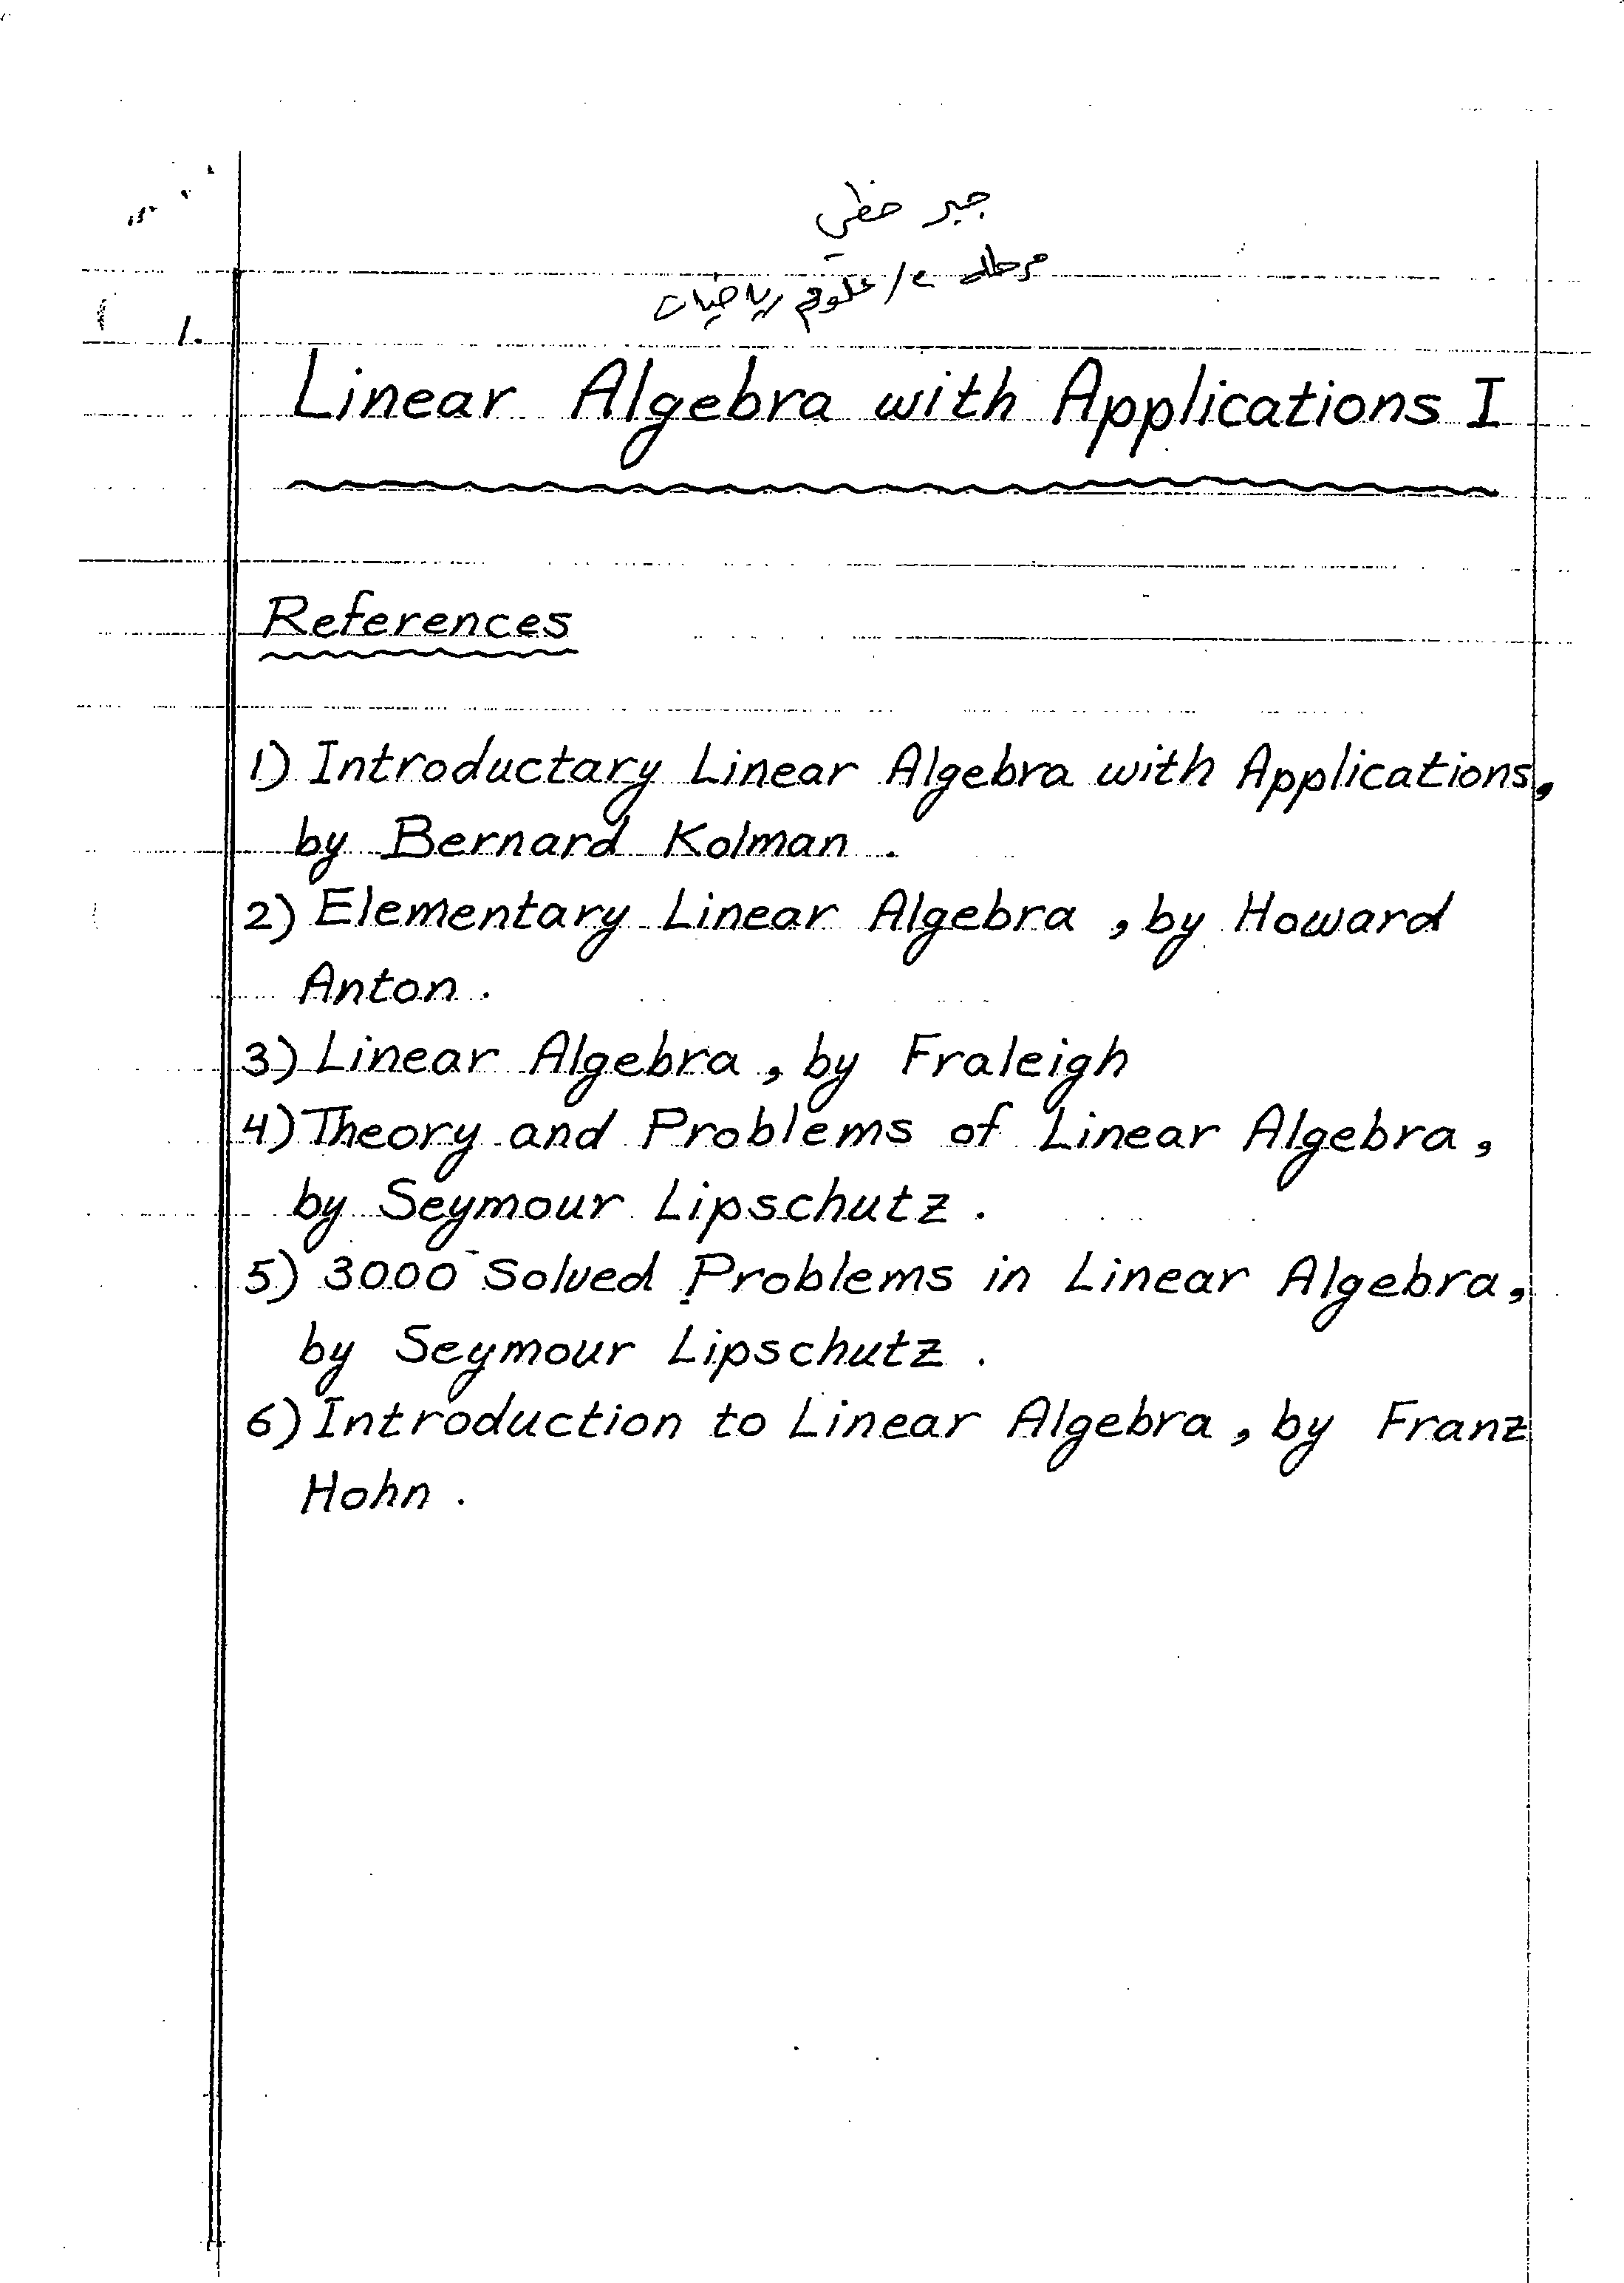 جبر خطي
مرحلة ٢ / علوم رياضيات
1.
Linear Algebra with Applications I
References
1) Introductary Linear Algebra with Applications,
by Bernard Kolman .
2) Elementary Linear Algebra , by Howard
Anton .
3) Linear Algebra , by Fraleigh
4) Theory and Problems of Linear Algebra ,
by Seymour Lipschutz .
5) 3000 Solved Problems in Linear Algebra,
by Seymour Lipschutz .
6) Introduction to Linear Algebra , by Franz
Hohn .